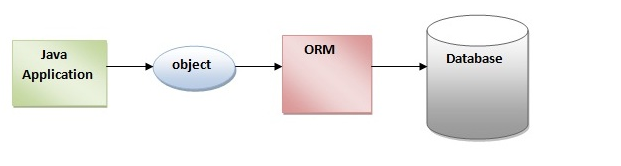 Java
Application
object
ORM
Database